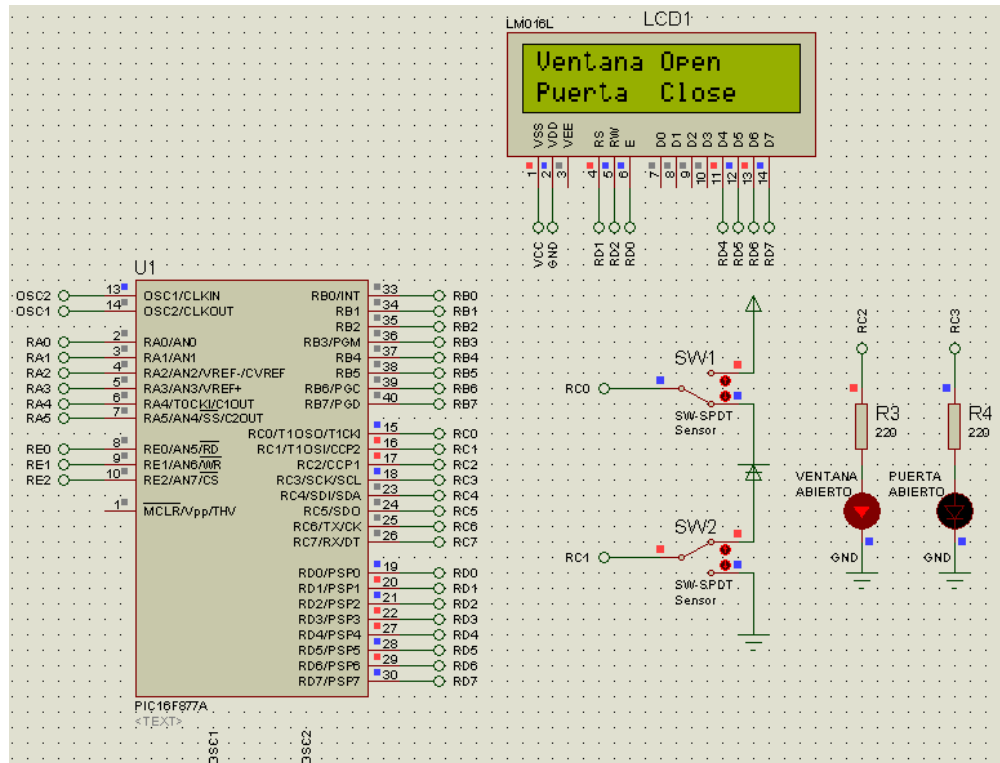 LCD1
LM016L
Ventana Open
Puerta Close
VSS VDD VEE RS RW E D0 D1 D2 D3 D4 D5 D6 D7
1 2 3 4 5 6 7 8 9 10 11 12 13 14
VCC GND RD1 RD2 RD0 RD4 RD5 RD6 RD7
U1
OSC2 13 OSC1/CLKIN RB0/INT 33 RB0
OSC1 14 OSC2/CLKOUT RB1 34 RB1
RB2 35 RB2
RA0 2 RA0/AN0 RB3/PGM 36 RB3
RA1 3 RA1/AN1 RB4 37 RB4
RA2 4 RA2/AN2/VREF-/CVREF RB5 38 RB5
RA3 5 RA3/AN3/VREF+ RB6/PGC 39 RB6
RA4 6 RA4/T0CKI/C1OUT RB7/PGD 40 RB7
RA5 7 RA5/AN4/SS/C2OUT
RC0/T1OSO/T1CKI 15 RC0
RE0 8 RE0/AN5/RD RC1/T1OSI/CCP2 16 RC1
RE1 9 RE1/AN6/WR RC2/CCP1 17 RC2
RE2 10 RE2/AN7/CS RC3/SCK/SCL 18 RC3
RC4/SDI/SDA 23 RC4
1 MCLR/Vpp/THV RC5/SDO 24 RC5
RC6/TX/CK 25 RC6
RC7/RX/DT 26 RC7
RD0/PSP0 19 RD0
RD1/PSP1 20 RD1
RD2/PSP2 21 RD2
RD3/PSP3 22 RD3
RD4/PSP4 27 RD4
RD5/PSP5 28 RD5
RD6/PSP6 29 RD6
RD7/PSP7 30 RD7
PIC16F877A
<TEXT>
OSC1 OSC2
SW1
RC0
SW-SPDT
Sensor
SW2
RC1
SW-SPDT
Sensor
RC2 RC3
R3
220
R4
220
VENTANA
ABIERTO
PUERTA
ABIERTO
GND GND